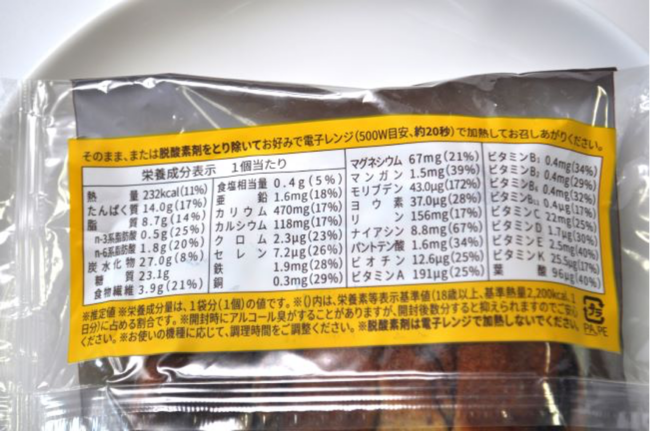 そのまま、または脱酸素剤をとり除いてお好みで電子レンジ(500W目安、約20秒)で加熱してお召しあがりください。
栄養成分表示 1個当たり
熱量 232kcal(11%)
たんぱく質 14.0g(17%)
脂質 8.7g(14%)
n-3系脂肪酸 0.5g(25%)
n-6系脂肪酸 1.8g(20%)
炭水化物 27.0g(8%)
糖質 23.1g
食物繊維 3.9g(21%)
食塩相当量 0.4g(5%)
亜鉛 1.6mg(18%)
カリウム 470mg(17%)
カルシウム 118mg(17%)
クロム 2.3μg(23%)
セレン 7.2μg(26%)
鉄 1.9mg(28%)
銅 0.3mg(29%)
マグネシウム 67mg(21%)
マンガン 1.5mg(39%)
モリブデン 43.0μg(172%)
ヨウ素 37.0μg(28%)
リン 156mg(17%)
ナイアシン 8.8mg(67%)
パントテン酸 1.6mg(34%)
ビオチン 12.6μg(25%)
ビタミンA 191μg(25%)
ビタミンB₁ 0.4mg(34%)
ビタミンB₂ 0.4mg(29%)
ビタミンB₆ 0.4mg(32%)
ビタミンB₁₂ 0.4μg(17%)
ビタミンC 22mg(25%)
ビタミンD 1.7μg(30%)
ビタミンE 2.5mg(40%)
ビタミンK 25.5μg(17%)
葉酸 96μg(40%)
※推定値 ※栄養成分量は、1袋分(1個)の値です。※()内は、栄養素等表示基準値(18歳以上、基準熱量2,200kcal、1
日分)に占める割合です。※開封時にアルコール臭がすることがありますが、開封後数分すると抑えられますのでご安心
ください。※お使いの機種に応じて、調理時間をご調整ください。※脱酸素剤は電子レンジで加熱しないでください。
プラ
PA,PE